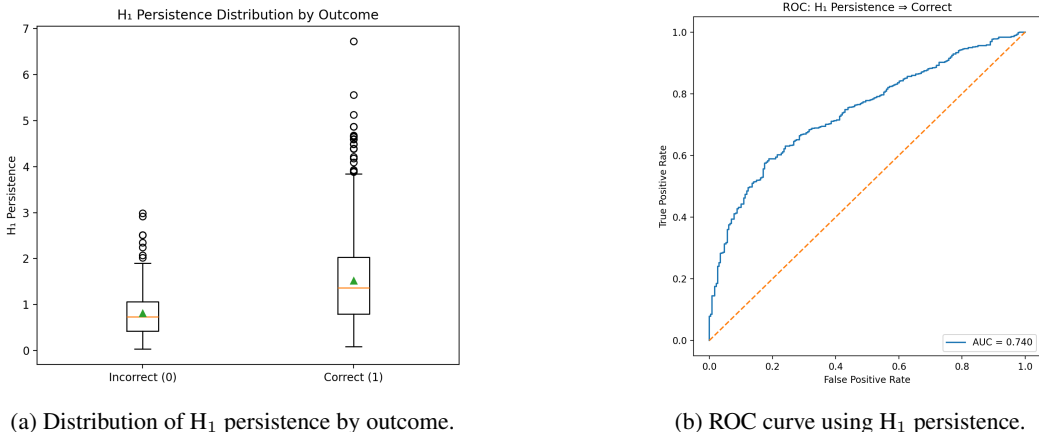 H₁ Persistence Distribution by Outcome
7
6
5
4
3
2
1
0
H₁ Persistence
Incorrect (0)
Correct (1)
(a) Distribution of H₁ persistence by outcome.
ROC: H₁ Persistence ⇒ Correct
1.0
0.8
0.6
0.4
0.2
0.0
True Positive Rate
AUC = 0.740
0.0 0.2 0.4 0.6 0.8 1.0
False Positive Rate
(b) ROC curve using H₁ persistence.